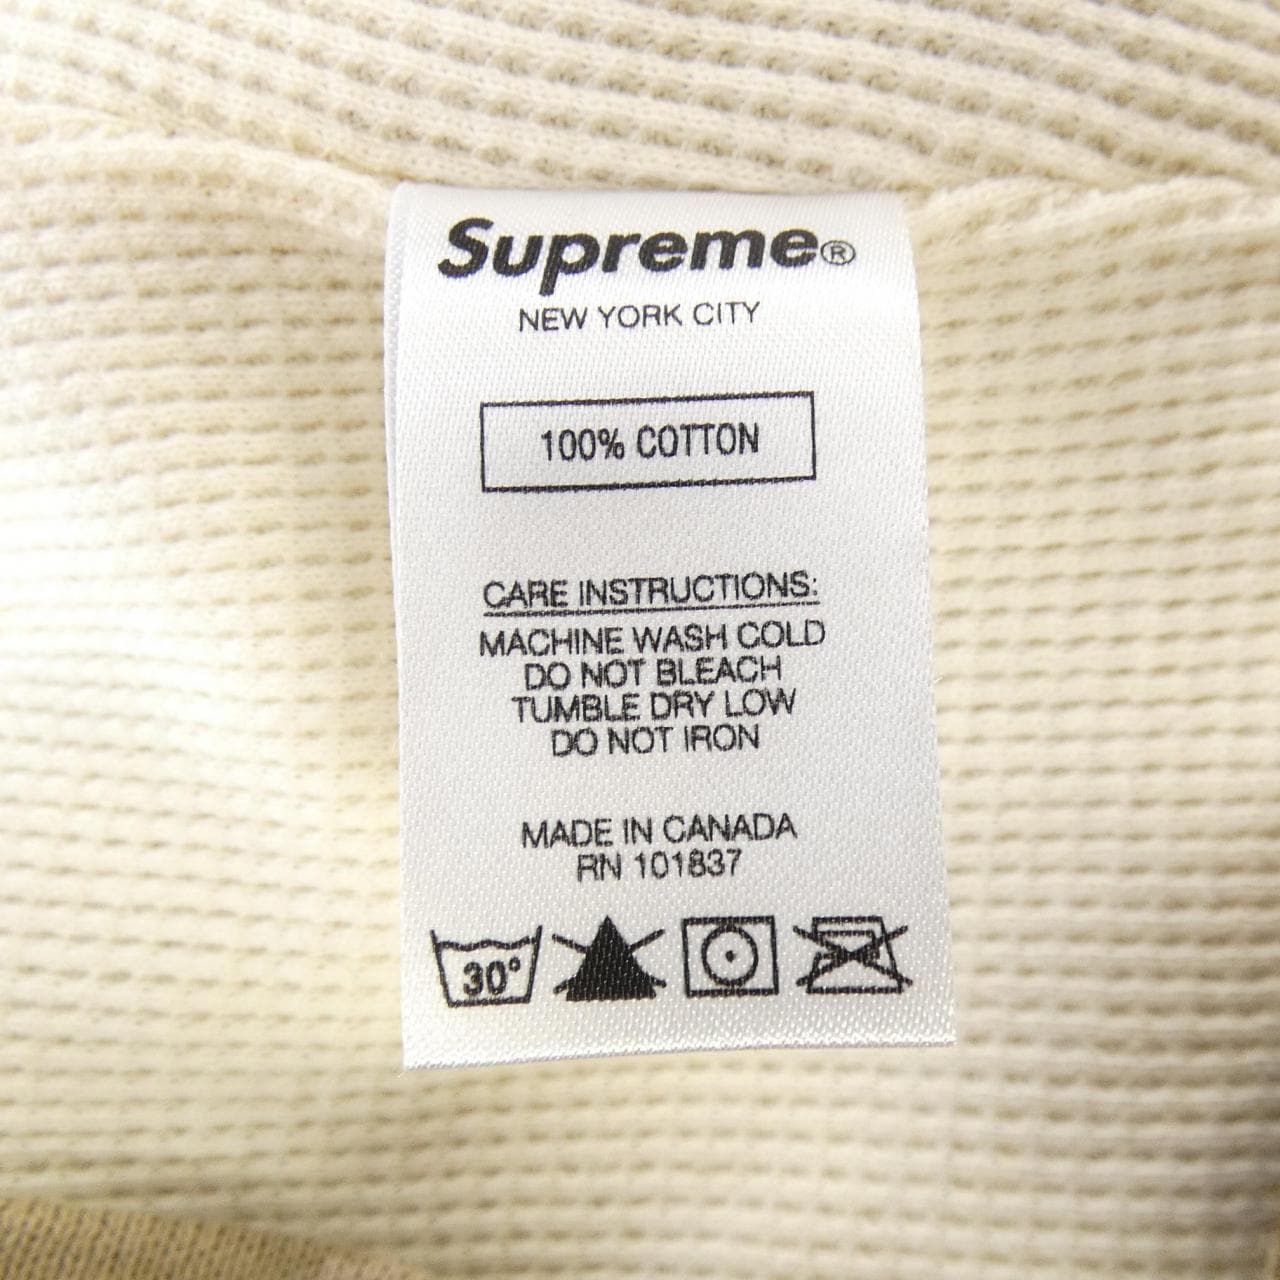 Supreme®
NEW YORK CITY
100% COTTON
CARE INSTRUCTIONS:
MACHINE WASH COLD
DO NOT BLEACH
TUMBLE DRY LOW
DO NOT IRON
MADE IN CANADA
RN 101837
30°